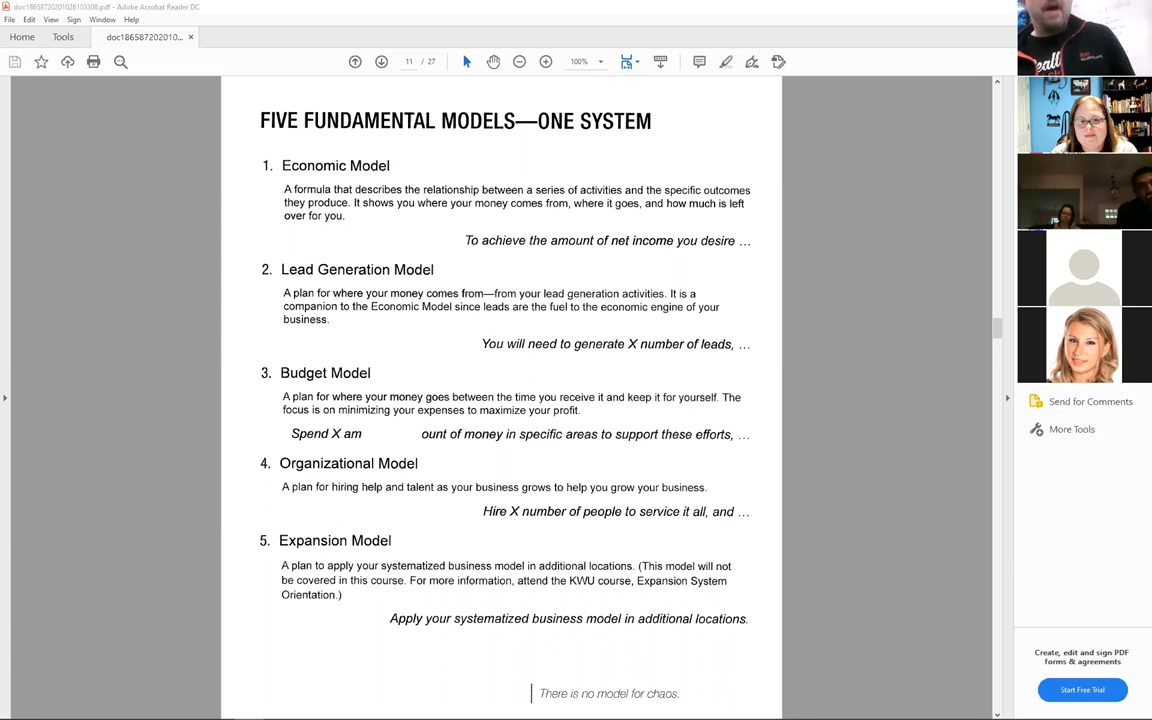 doc18658720201026103308.pdf - Adobe Acrobat Reader DC
File Edit View Sign Window Help
Home Tools doc186587202010... ×
11 / 27 100%
FIVE FUNDAMENTAL MODELS—ONE SYSTEM
1. Economic Model
A formula that describes the relationship between a series of activities and the specific outcomes
they produce. It shows you where your money comes from, where it goes, and how much is left
over for you.
To achieve the amount of net income you desire ...
2. Lead Generation Model
A plan for where your money comes from—from your lead generation activities. It is a
companion to the Economic Model since leads are the fuel to the economic engine of your
business.
You will need to generate X number of leads, ...
3. Budget Model
A plan for where your money goes between the time you receive it and keep it for yourself. The
focus is on minimizing your expenses to maximize your profit.
Spend X am ount of money in specific areas to support these efforts, ...
4. Organizational Model
A plan for hiring help and talent as your business grows to help you grow your business.
Hire X number of people to service it all, and ...
5. Expansion Model
A plan to apply your systematized business model in additional locations. (This model will not
be covered in this course. For more information, attend the KWU course, Expansion System
Orientation.)
Apply your systematized business model in additional locations.
There is no model for chaos.
Send for Comments
More Tools
Create, edit and sign PDF
forms & agreements
Start Free Trial